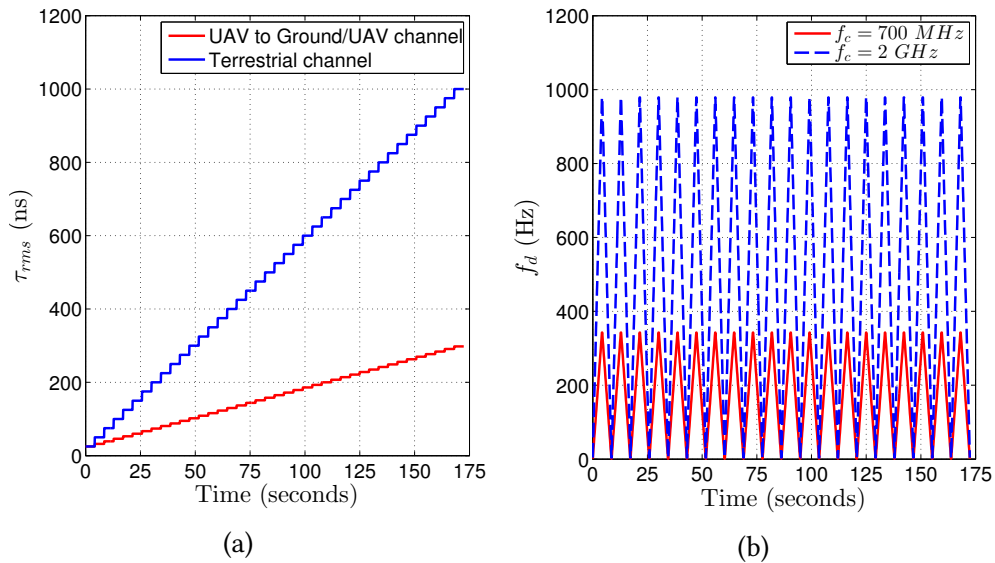 1200
1000
800
600
400
200
0
τrms (ns)
UAV to Ground/UAV channel
Terrestrial channel
0 25 50 75 100 125 150 175
Time (seconds)
(a)
1200
1000
800
600
400
200
0
fd (Hz)
fc = 700 MHz
fc = 2 GHz
0 25 50 75 100 125 150 175
Time (seconds)
(b)